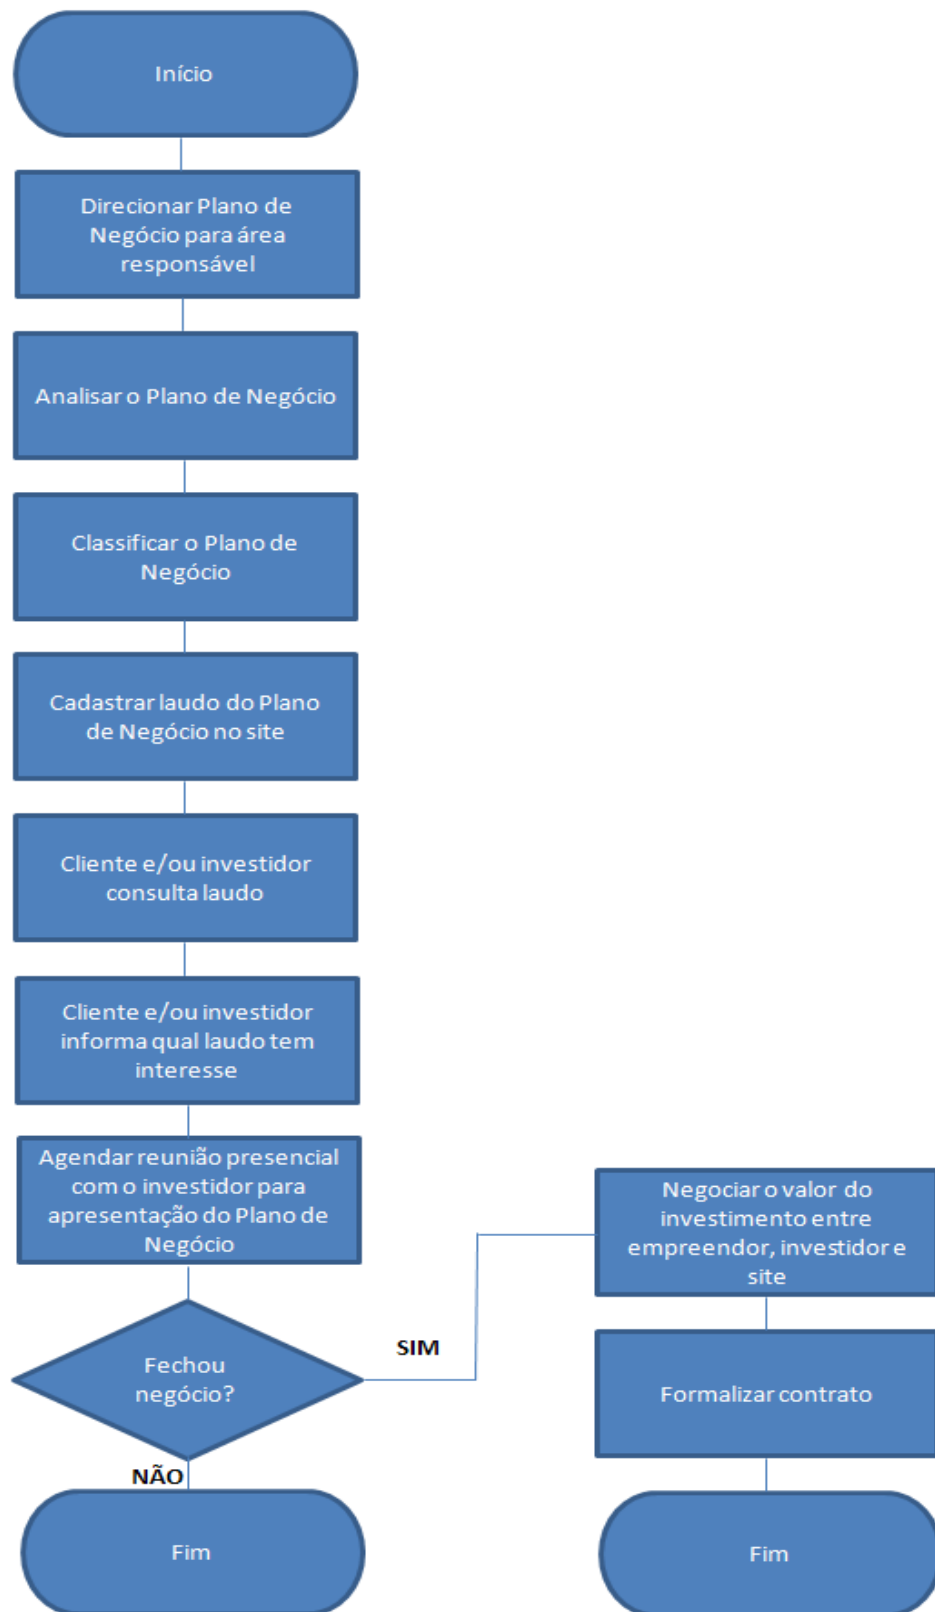 Início
Direcionar Plano de
Negócio para área
responsável
Analisar o Plano de Negócio
Classificar o Plano de
Negócio
Cadastrar laudo do Plano
de Negócio no site
Cliente e/ou investidor
consulta laudo
Cliente e/ou investidor
informa qual laudo tem
interesse
Agendar reunião presencial
com o investidor para
apresentação do Plano de
Negócio
Fechou
negócio?
SIM
NÃO
Fim
Negociar o valor do
investimento entre
empreendor, investidor e
site
Formalizar contrato
Fim